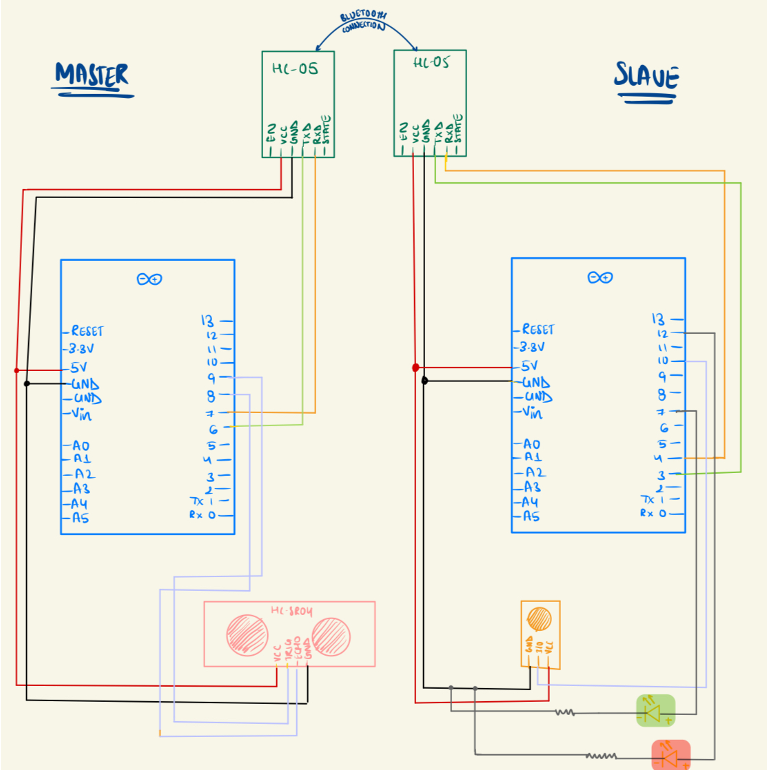 BLUETOOTH
CONNECTION
MASTER
HC-05
EN
VCC
GND
TXD
RXD
STATE
HC-05
EN
VCC
GND
TXD
RXD
STATE
SLAVE
RESET
3.3V
5V
GND
GND
Vin
A0
A1
A2
A3
A4
A5
13
12
11
10
9
8
7
6
5
4
3
2
TX 1
RX 0
RESET
3.3V
5V
GND
GND
Vin
A0
A1
A2
A3
A4
A5
13
12
11
10
9
8
7
6
5
4
3
2
TX 1
RX 0
HC-SR04
VCC
TRIG
ECHO
GND
GND
I/O
VCC